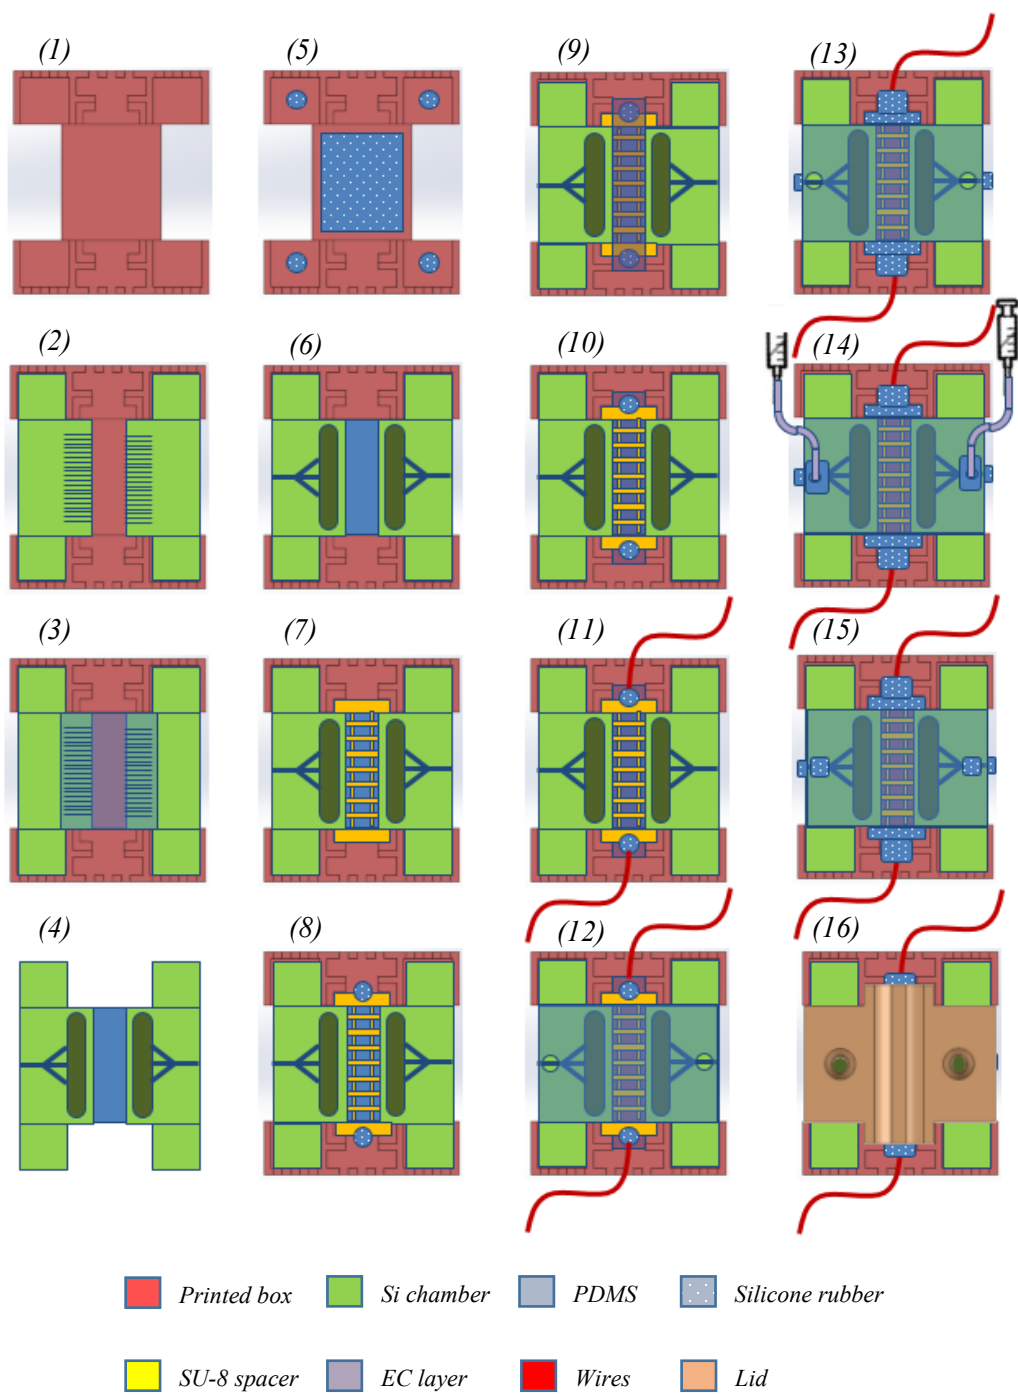 (1)
(5)
(9)
(13)
(2)
(6)
(10)
(14)
(3)
(7)
(11)
(15)
(4)
(8)
(12)
(16)
Printed box
Si chamber
PDMS
Silicone rubber
SU-8 spacer
EC layer
Wires
Lid